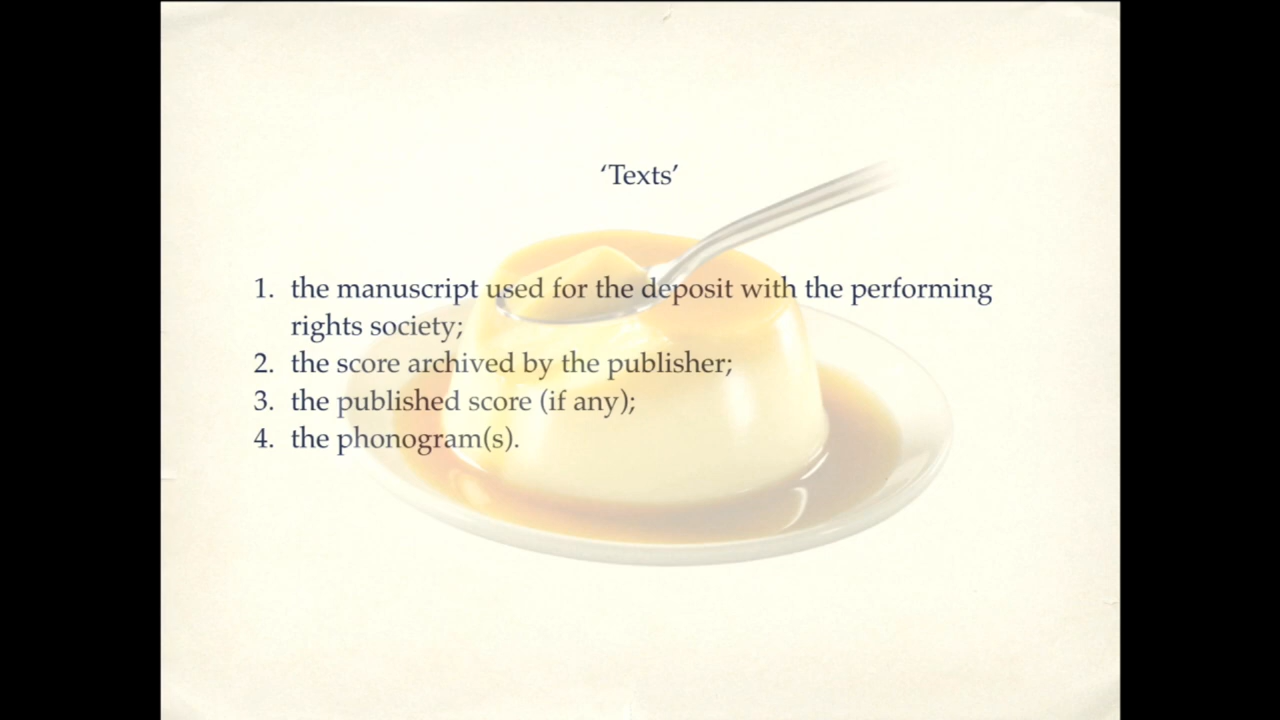 ‘Texts’
1. the manuscript used for the deposit with the performing
rights society;
2. the score archived by the publisher;
3. the published score (if any);
4. the phonogram(s).